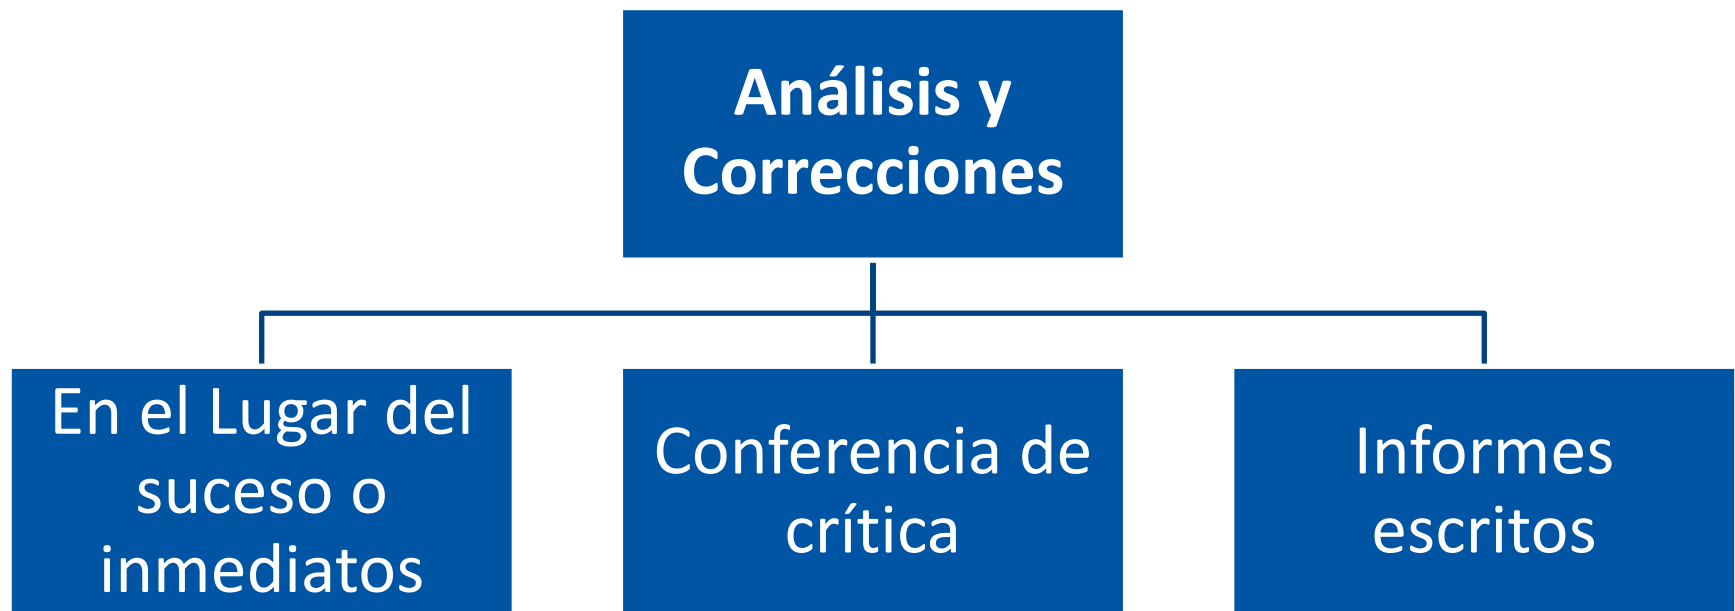 Análisis y
Correcciones
En el Lugar del
suceso o
inmediatos
Conferencia de
crítica
Informes
escritos